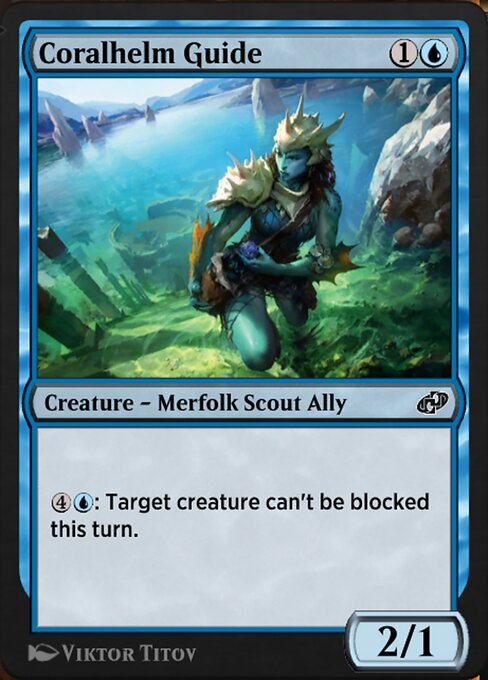 Coralhelm Guide 1
Creature – Merfolk Scout Ally
4: Target creature can't be blocked
this turn.
2/1
Viktor Titov